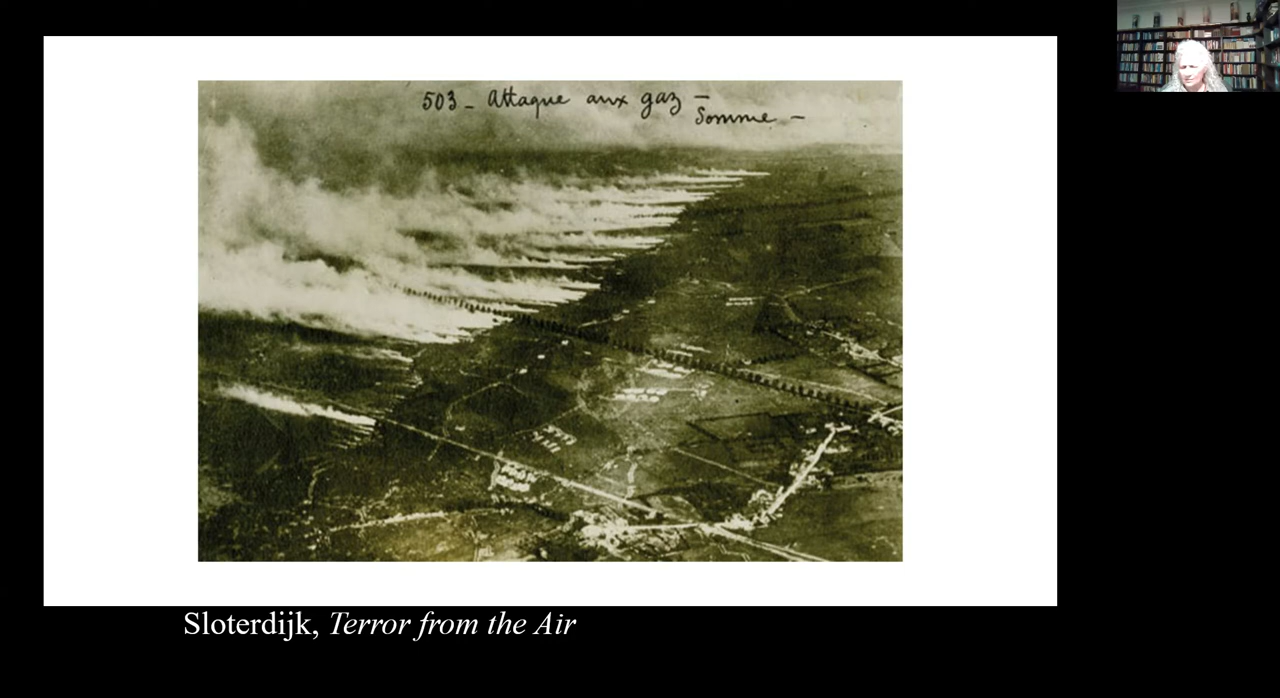 503 - Attaque aux gaz -
Somme -
Sloterdijk, Terror from the Air